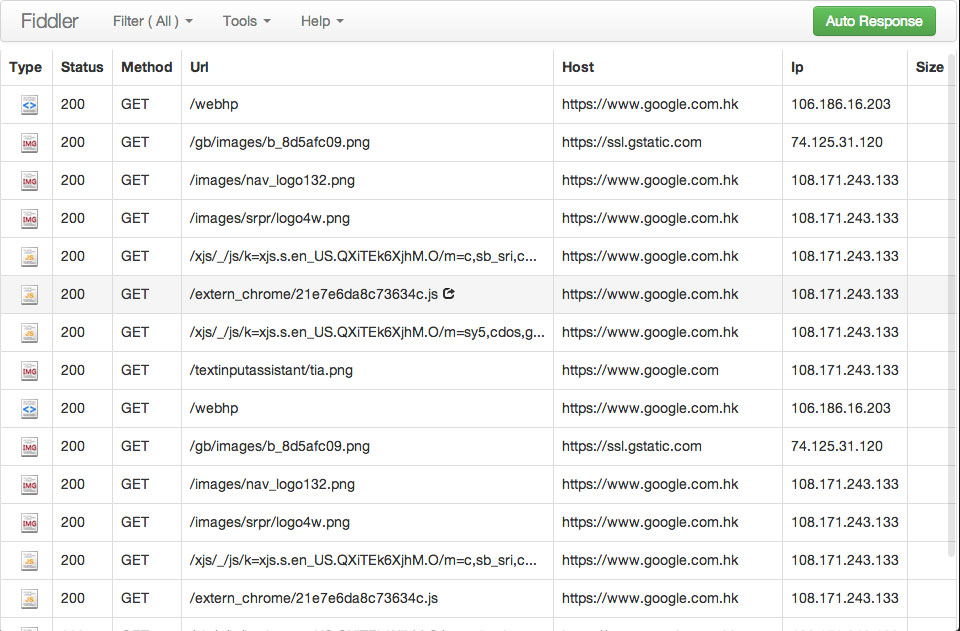 Fiddler Filter ( All ) Tools Help Auto Response
Type Status Method Url Host Ip Size
200 GET /webhp https://www.google.com.hk 106.186.16.203
IMG 200 GET /gb/images/b_8d5afc09.png https://ssl.gstatic.com 74.125.31.120
IMG 200 GET /images/nav_logo132.png https://www.google.com.hk 108.171.243.133
IMG 200 GET /images/srpr/logo4w.png https://www.google.com.hk 108.171.243.133
JS 200 GET /xjs/_/js/k=xjs.s.en_US.QXiTEk6XjhM.O/m=c,sb_sri,c... https://www.google.com.hk 108.171.243.133
JS 200 GET /extern_chrome/21e7e6da8c73634c.js https://www.google.com.hk 108.171.243.133
JS 200 GET /xjs/_/js/k=xjs.s.en_US.QXiTEk6XjhM.O/m=sy5,cdos,g... https://www.google.com.hk 108.171.243.133
IMG 200 GET /textinputassistant/tia.png https://www.google.com 108.171.243.133
200 GET /webhp https://www.google.com.hk 106.186.16.203
IMG 200 GET /gb/images/b_8d5afc09.png https://ssl.gstatic.com 74.125.31.120
IMG 200 GET /images/nav_logo132.png https://www.google.com.hk 108.171.243.133
IMG 200 GET /images/srpr/logo4w.png https://www.google.com.hk 108.171.243.133
JS 200 GET /xjs/_/js/k=xjs.s.en_US.QXiTEk6XjhM.O/m=c,sb_sri,c... https://www.google.com.hk 108.171.243.133
JS 200 GET /extern_chrome/21e7e6da8c73634c.js https://www.google.com.hk 108.171.243.133